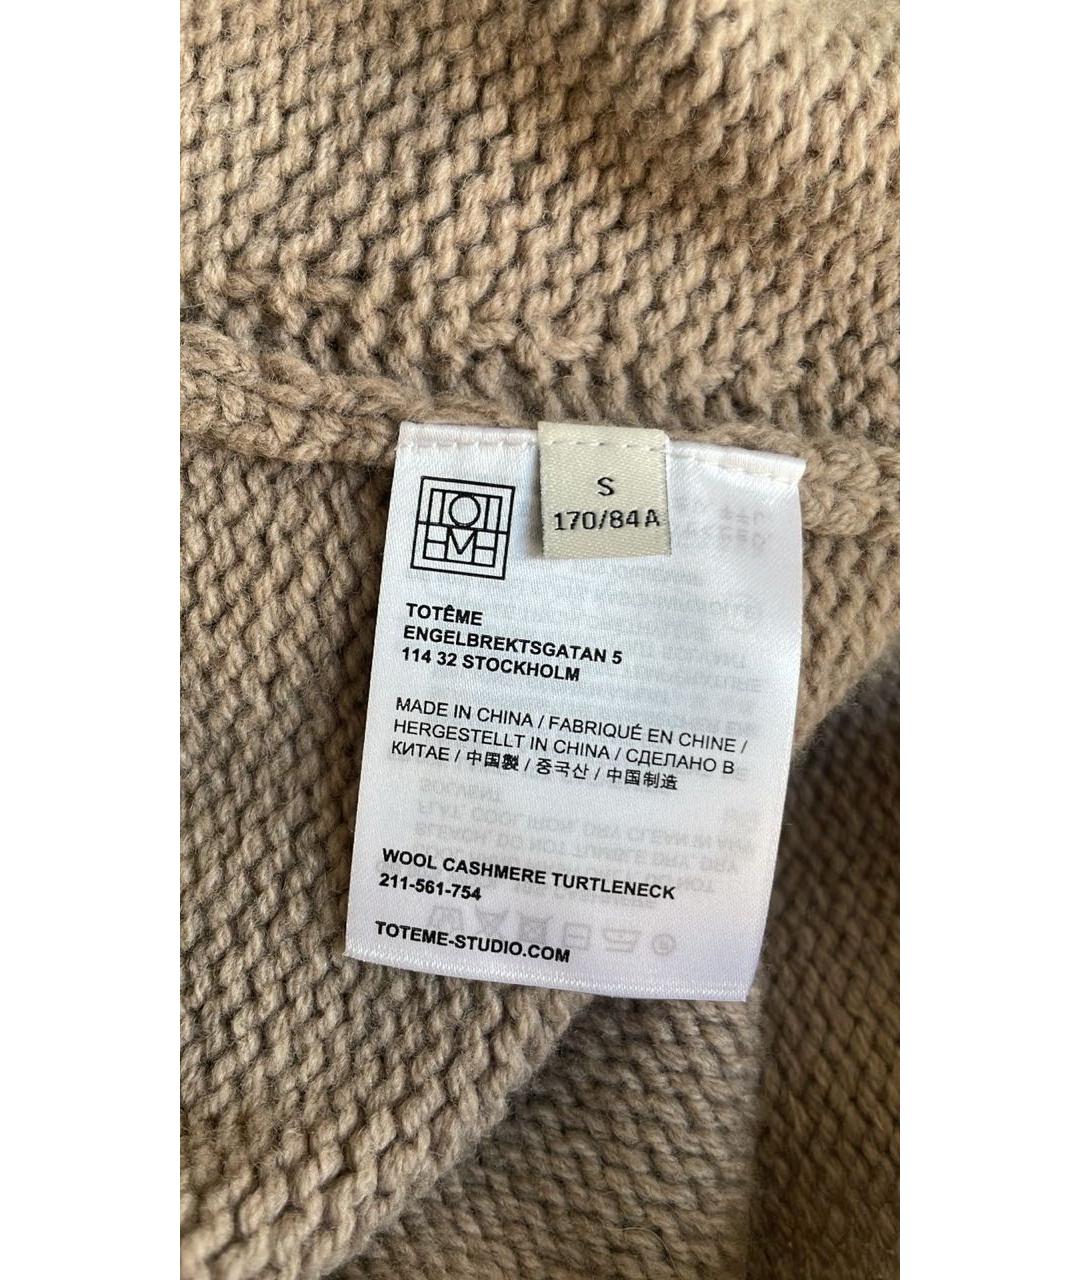 S
170/84A
TOTÊME
TOTÊME
ENGELBREKTSGATAN 5
114 32 STOCKHOLM
MADE IN CHINA / FABRIQUÉ EN CHINE /
HERGESTELLT IN CHINA / СДЕЛАНО В
КИТАЕ / 中国製 / 중국산 / 中国制造
WOOL CASHMERE TURTLENECK
211-561-754
TOTEME-STUDIO.COM